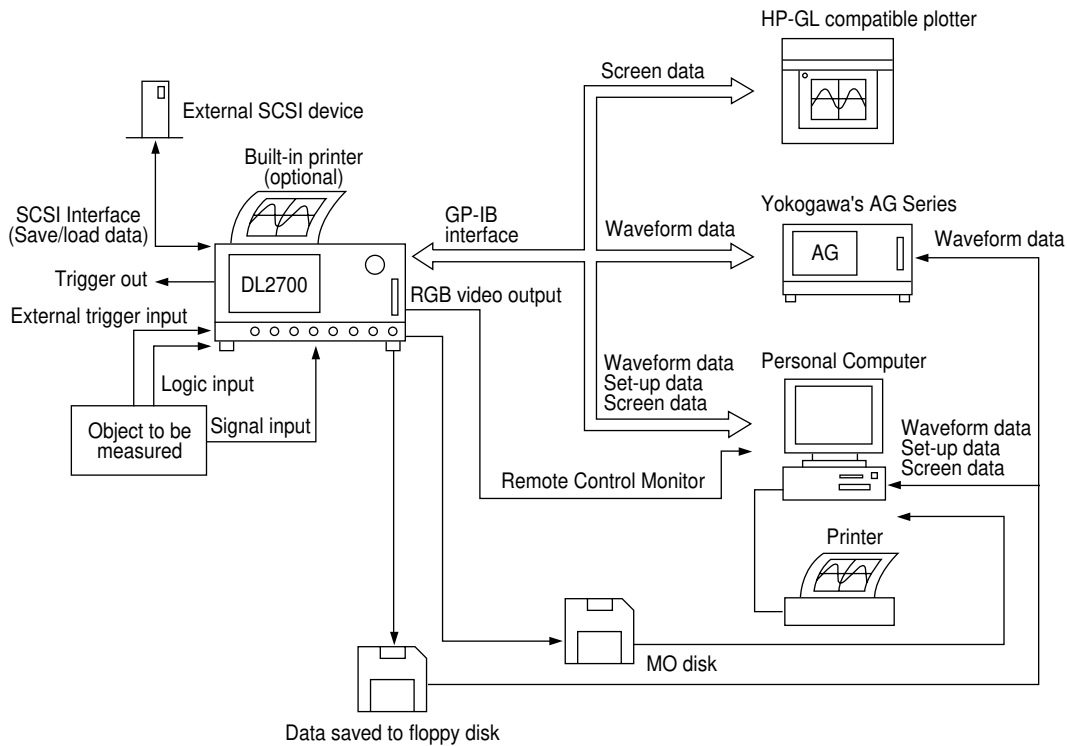 HP-GL compatible plotter
Screen data
External SCSI device
Built-in printer
(optional)
SCSI Interface
(Save/load data)
GP-IB
interface
Waveform data
Yokogawa's AG Series
AG
Waveform data
Trigger out
DL2700
RGB video output
External trigger input
Logic input
Signal input
Object to be
measured
Waveform data
Set-up data
Screen data
Personal Computer
Waveform data
Set-up data
Screen data
Remote Control Monitor
Printer
MO disk
Data saved to floppy disk